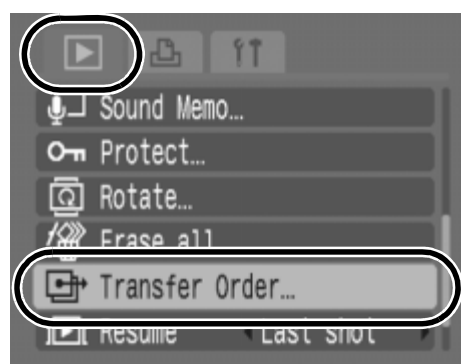 Sound Memo...
Protect...
Rotate...
Erase all...
Transfer Order...
Resume Last shot